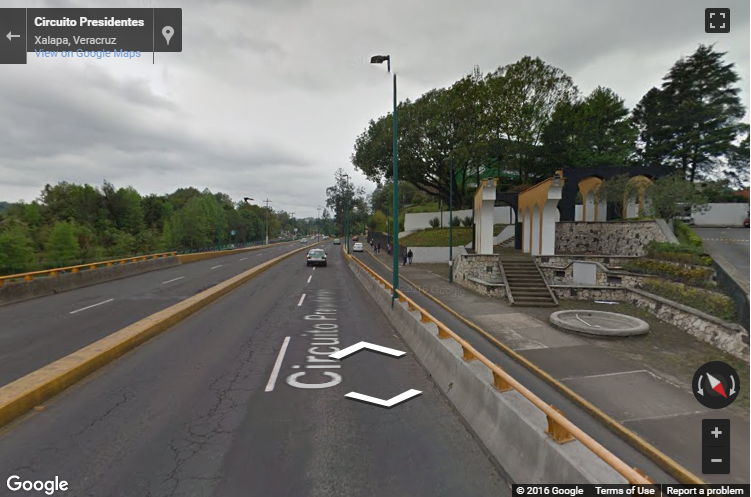 Circuito Presidentes
Xalapa, Veracruz
View on Google Maps
Circuito Pre
Google
© 2016 Google Terms of Use Report a problem